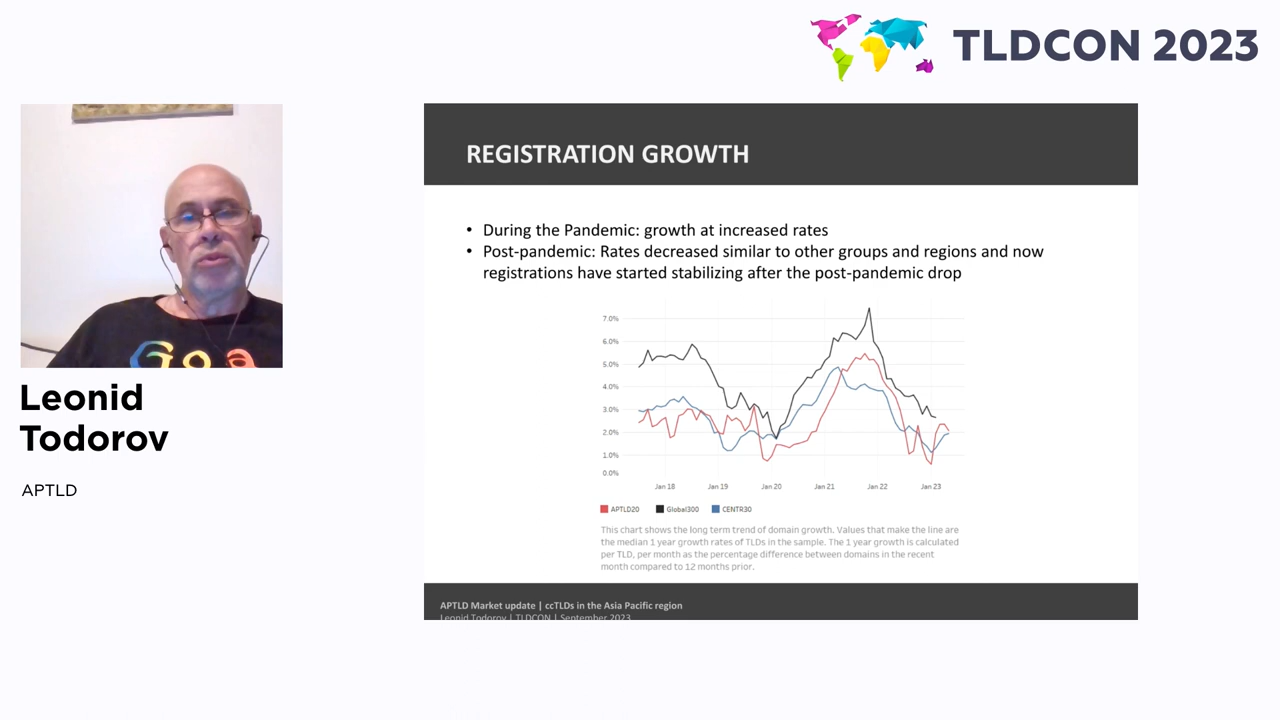 TLDCON 2023
Goa
Leonid
Todorov
APTLD
REGISTRATION GROWTH
• During the Pandemic: growth at increased rates
• Post-pandemic: Rates decreased similar to other groups and regions and now
registrations have started stabilizing after the post-pandemic drop
7.0%
6.0%
5.0%
4.0%
3.0%
2.0%
1.0%
0.0%
Jan 18 Jan 19 Jan 20 Jan 21 Jan 22 Jan 23
APTLD20 Global300 CENTR30
This chart shows the long term trend of domain growth. Values that make the line are
the median 1 year growth rates of TLDs in the sample. The 1 year growth is calculated
per TLD, per month as the percentage difference between domains in the recent
month compared to 12 months prior.
APTLD Market update | ccTLDs in the Asia Pacific region
Leonid Todorov | TLDCON | September 2023